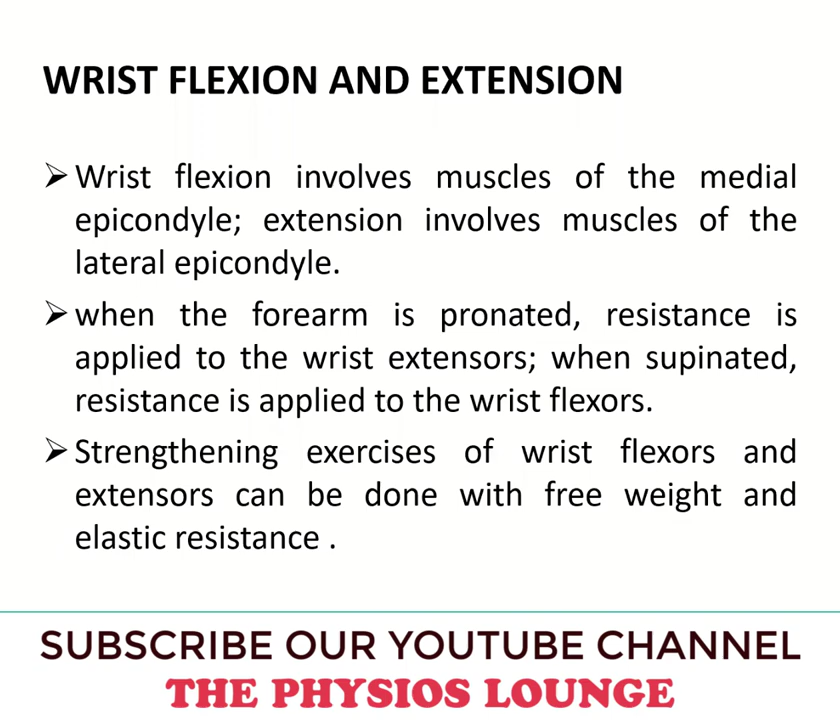 WRIST FLEXION AND EXTENSION
➢ Wrist flexion involves muscles of the medial
epicondyle; extension involves muscles of the
lateral epicondyle.
➢ when the forearm is pronated, resistance is
applied to the wrist extensors; when supinated,
resistance is applied to the wrist flexors.
➢ Strengthening exercises of wrist flexors and
extensors can be done with free weight and
elastic resistance .
SUBSCRIBE OUR YOUTUBE CHANNEL
THE PHYSIOS LOUNGE